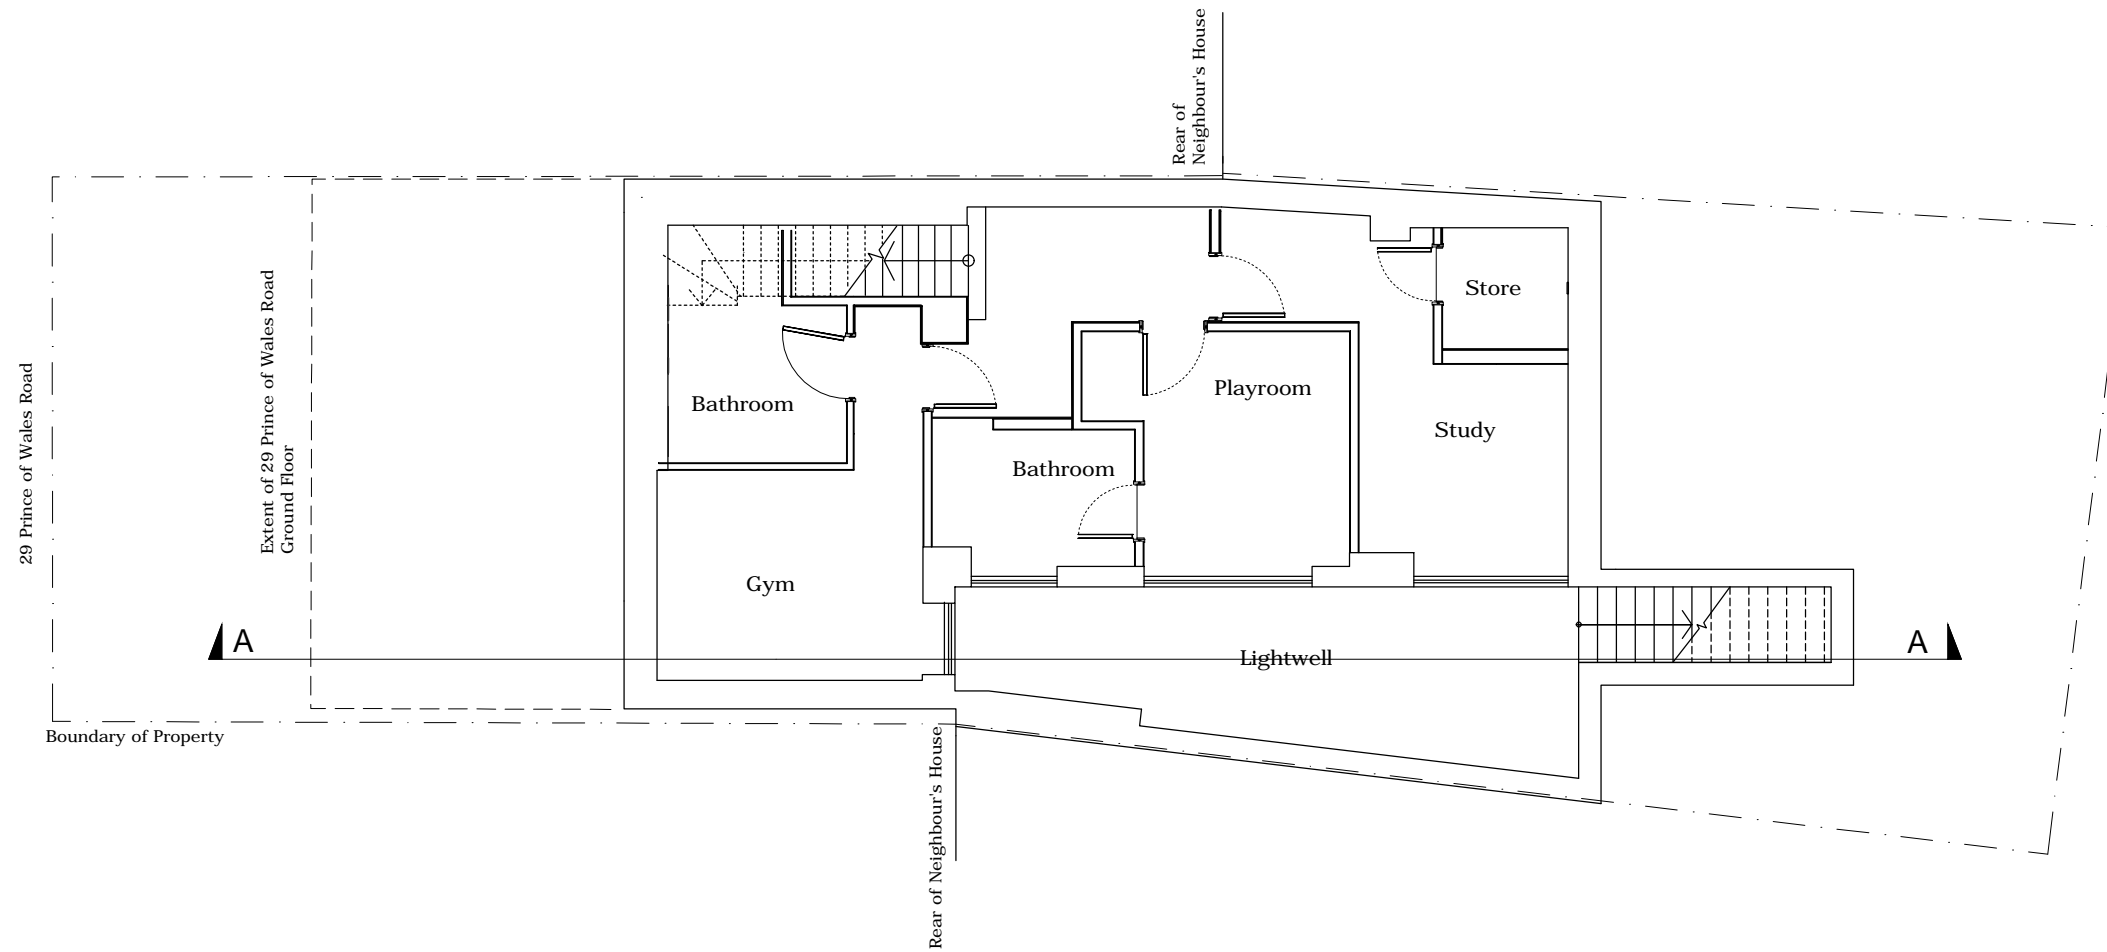 Rear of
Neighbour's House
29 Prince of Wales Road
Extent of 29 Prince of Wales Road
Ground Floor
Store
Playroom
Bathroom
Study
Bathroom
Gym
A
A
Lightwell
Boundary of Property
Rear of Neighbour's House